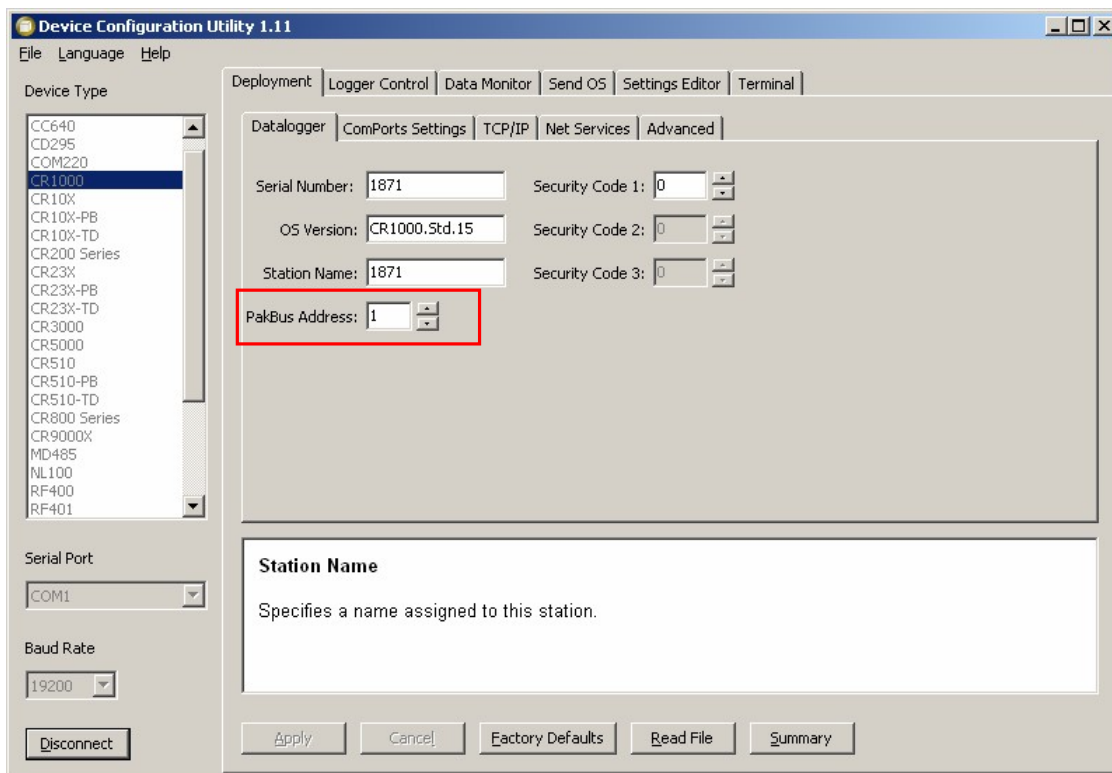 Device Configuration Utility 1.11
File Language Help
Device Type
CC640
CD295
COM220
CR1000
CR10X
CR10X-PB
CR10X-TD
CR200 Series
CR23X
CR23X-PB
CR23X-TD
CR3000
CR5000
CR510
CR510-PB
CR510-TD
CR800 Series
CR9000X
MD485
NL100
RF400
RF401
Serial Port
COM1
Baud Rate
19200
Disconnect
Deployment Logger Control Data Monitor Send OS Settings Editor Terminal
Datalogger ComPorts Settings TCP/IP Net Services Advanced
Serial Number: 1871 Security Code 1: 0
OS Version: CR1000.Std.15 Security Code 2: 0
Station Name: 1871 Security Code 3: 0
PakBus Address: 1
Station Name
Specifies a name assigned to this station.
Apply Cancel Factory Defaults Read File Summary